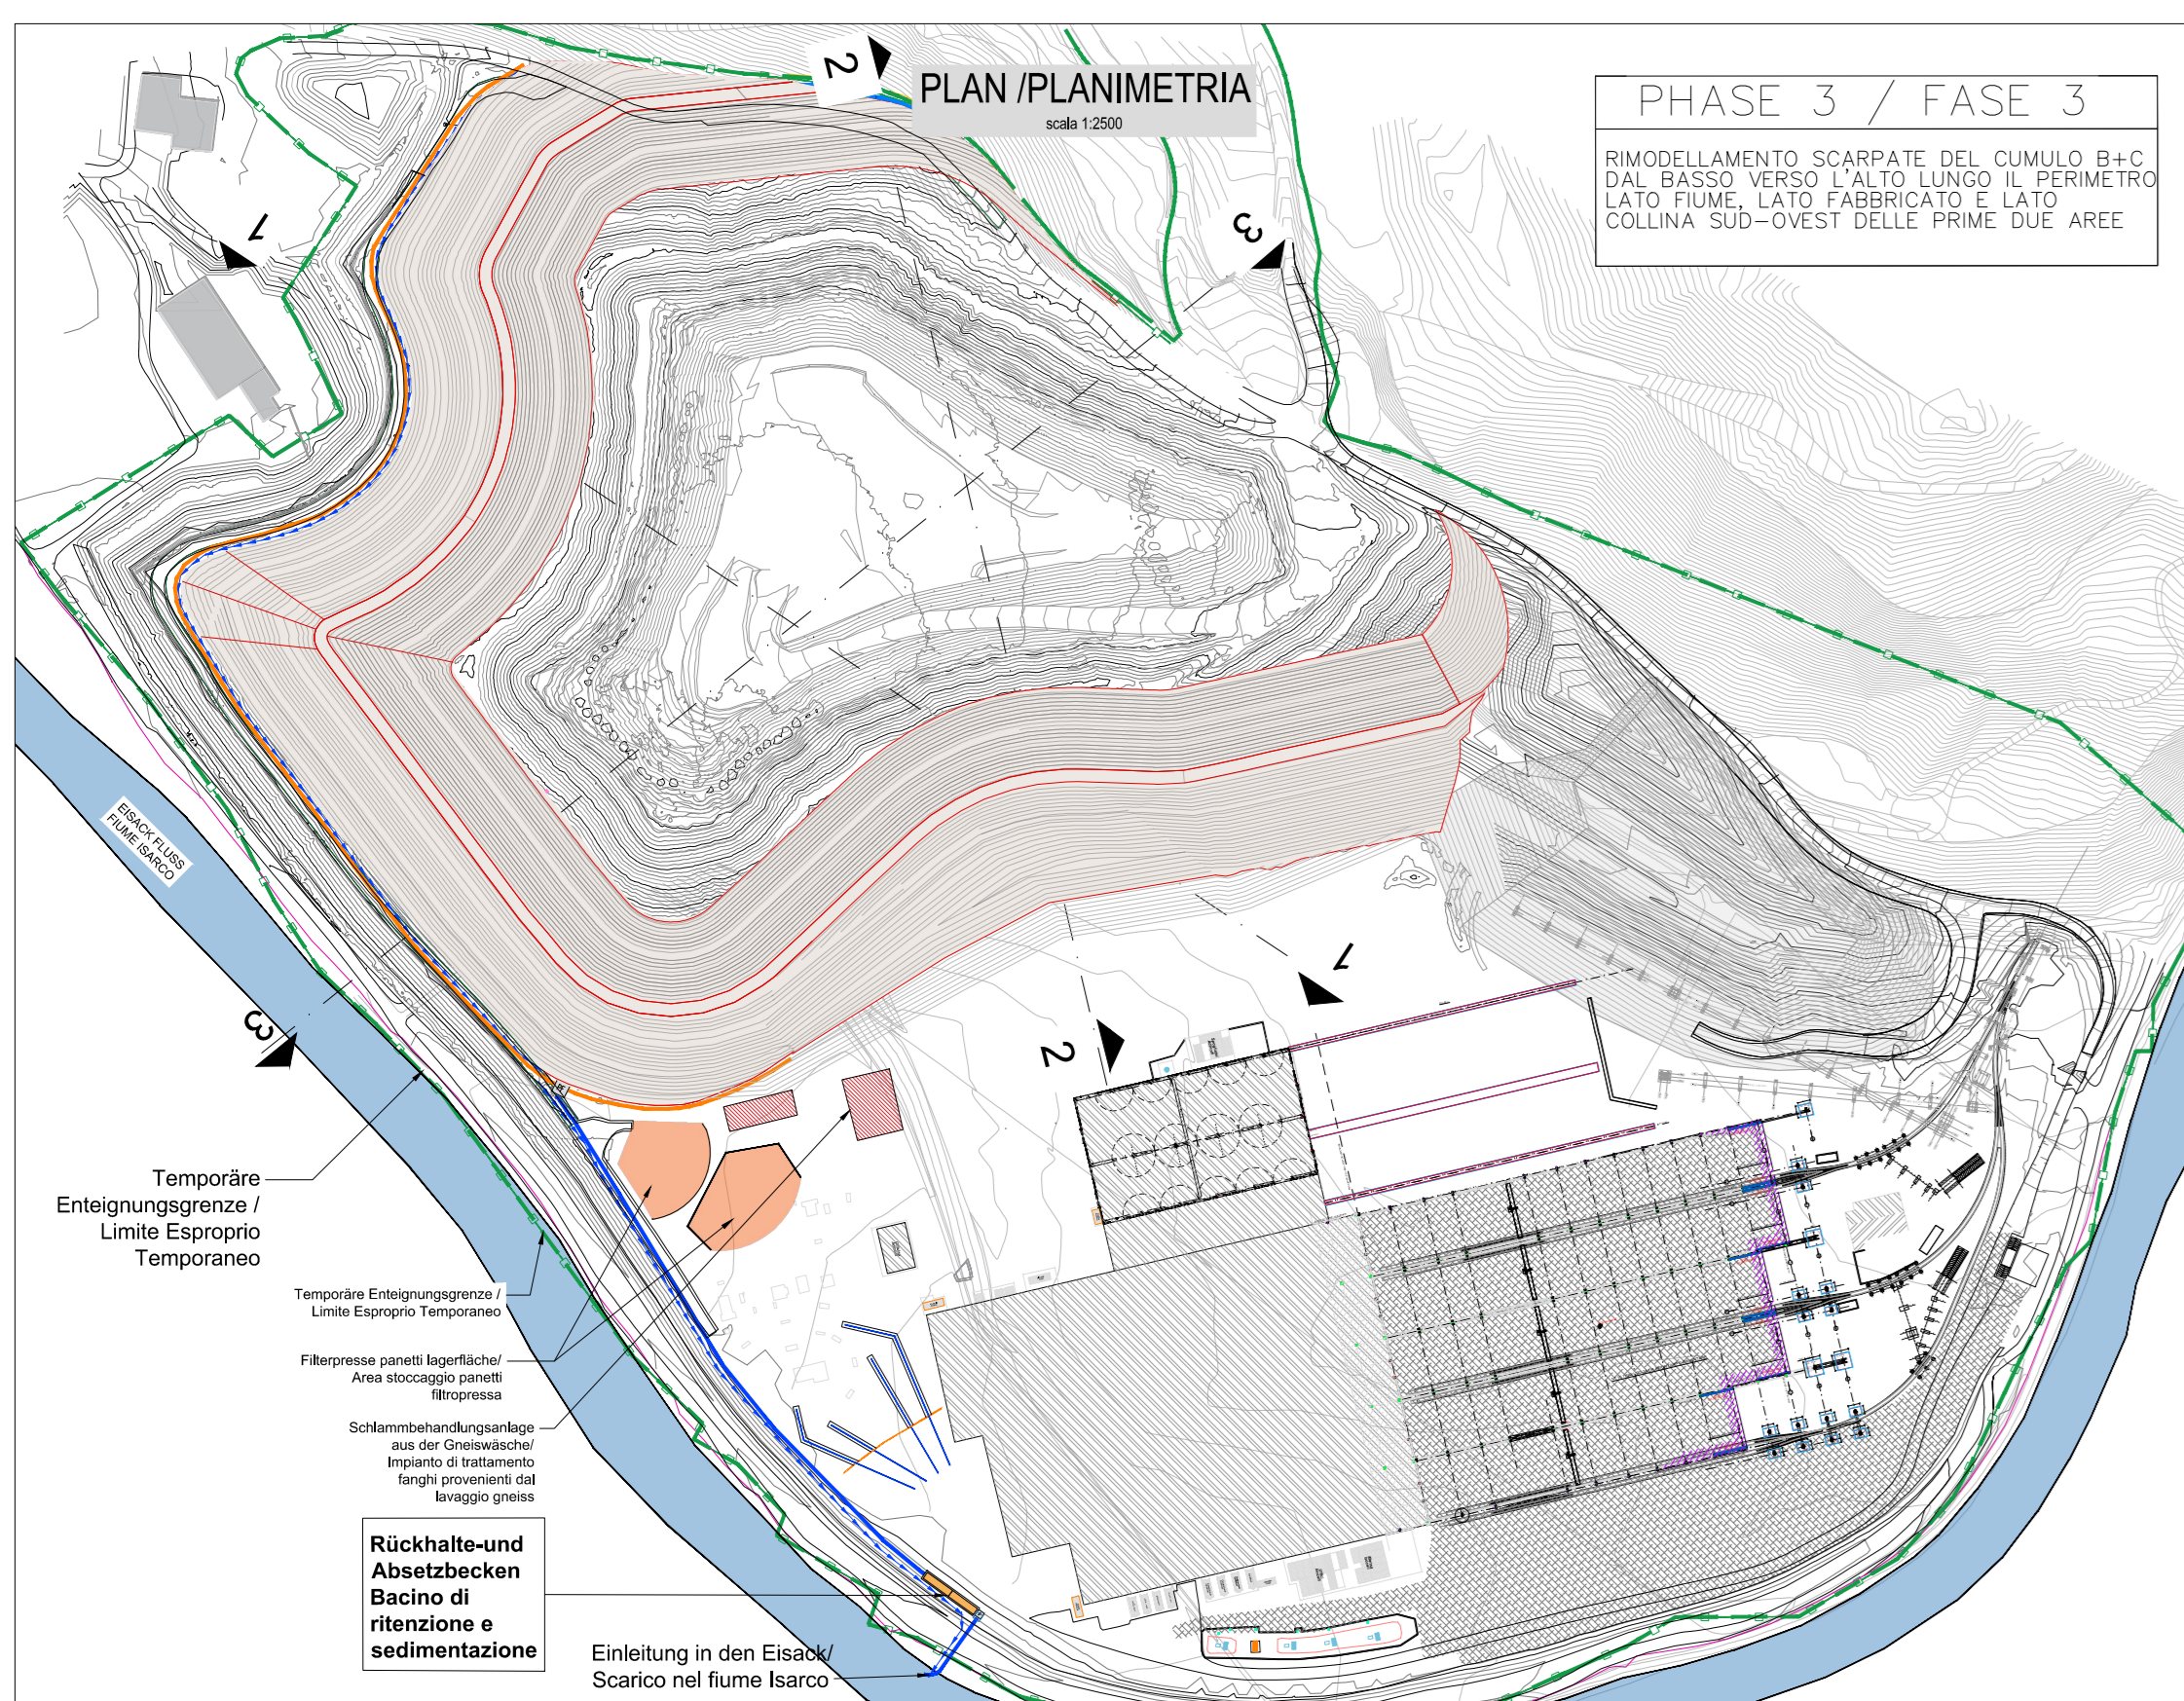 PLAN /PLANIMETRIA
scala 1:2500
PHASE 3 / FASE 3
RIMODELLAMENTO SCARPATE DEL CUMULO B+C
DAL BASSO VERSO L'ALTO LUNGO IL PERIMETRO
LATO FIUME, LATO FABBRICATO E LATO
COLLINA SUD-OVEST DELLE PRIME DUE AREE
2
1
3
EISACK FLUSS
FIUME ISARCO
3
1
2
Temporäre
Enteignungsgrenze /
Limite Esproprio
Temporaneo
Temporäre Enteignungsgrenze /
Limite Esproprio Temporaneo
Filterpresse panetti lagerfläche/
Area stoccaggio panetti
filtropressa
Schlammbehandlungsanlage
aus der Gneiswäsche/
Impianto di trattamento
fanghi provenienti dal
lavaggio gneiss
Rückhalte-und
Absetzbecken
Bacino di
ritenzione e
sedimentazione
Einleitung in den Eisack/
Scarico nel fiume Isarco